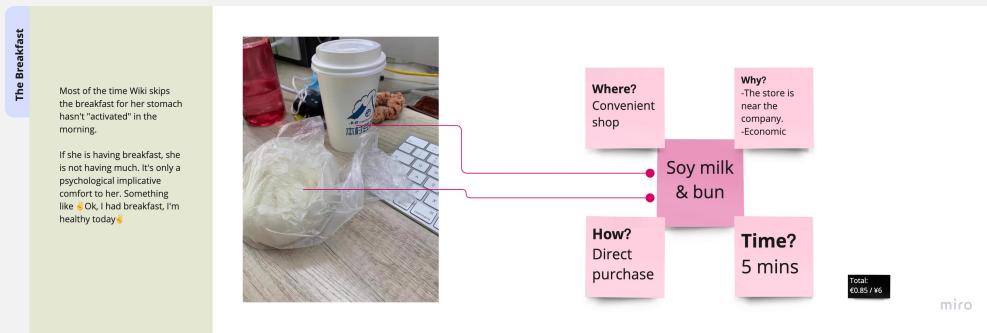 The Breakfast
Most of the time Wiki skips
the breakfast for her stomach
hasn't "activated" in the
morning.
If she is having breakfast, she
is not having much. It's only a
psychological implicative
comfort to her. Something
like ✌Ok, I had breakfast, I'm
healthy today✌
Where?
Convenient
shop
Why?
-The store is
near the
company.
-Economic
Soy milk
& bun
How?
Direct
purchase
Time?
5 mins
Total:
€0.85 / ¥6
miro